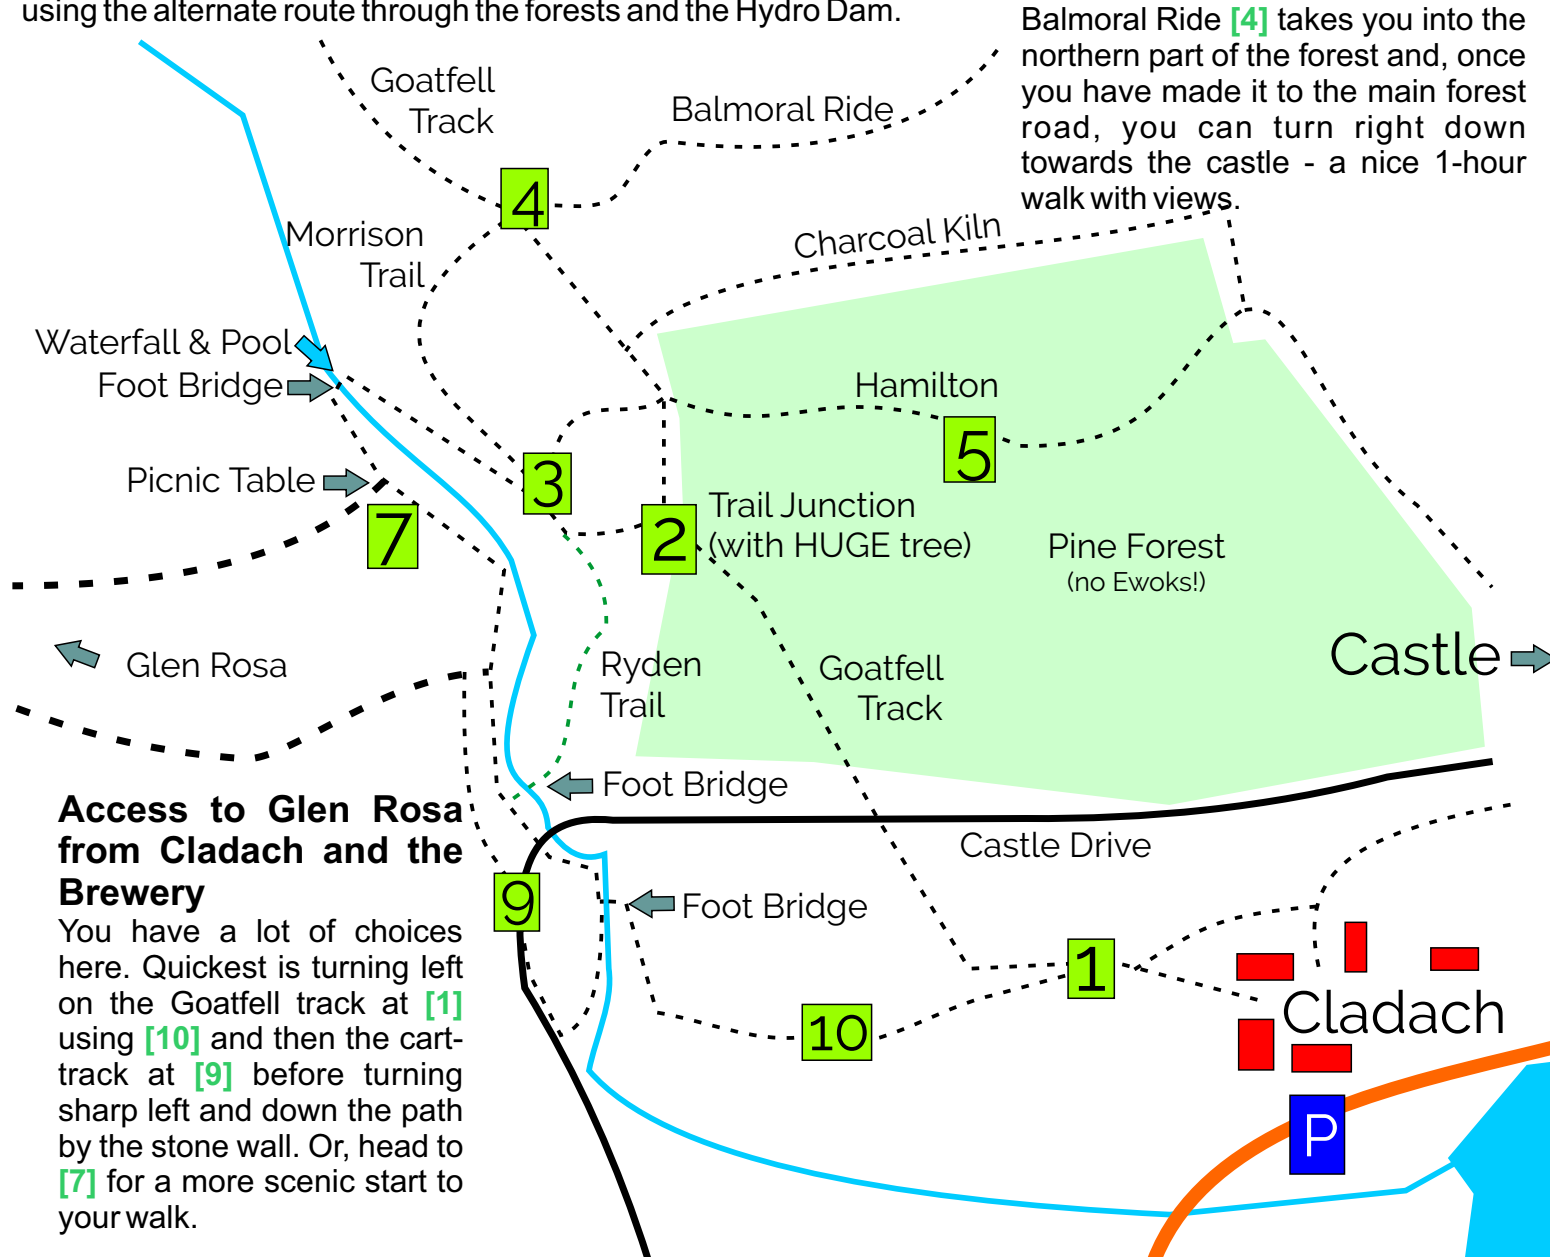 using the alternate route through the forests and the Hydro Dam.
Balmoral Ride [4] takes you into the
northern part of the forest and, once
you have made it to the main forest
road, you can turn right down
towards the castle - a nice 1-hour
walk with views.
Goatfell
Track
Balmoral Ride
4
Morrison
Trail
Charcoal Kiln
Waterfall & Pool
Foot Bridge
Hamilton
5
Picnic Table
3
7
2
Trail Junction
(with HUGE tree)
Pine Forest
(no Ewoks!)
Glen Rosa
Ryden
Trail
Goatfell
Track
Castle
Foot Bridge
Castle Drive
9
Foot Bridge
1
10
Cladach
P
Access to Glen Rosa
from Cladach and the
Brewery
You have a lot of choices
here. Quickest is turning left
on the Goatfell track at [1]
using [10] and then the cart-
track at [9] before turning
sharp left and down the path
by the stone wall. Or, head to
[7] for a more scenic start to
your walk.